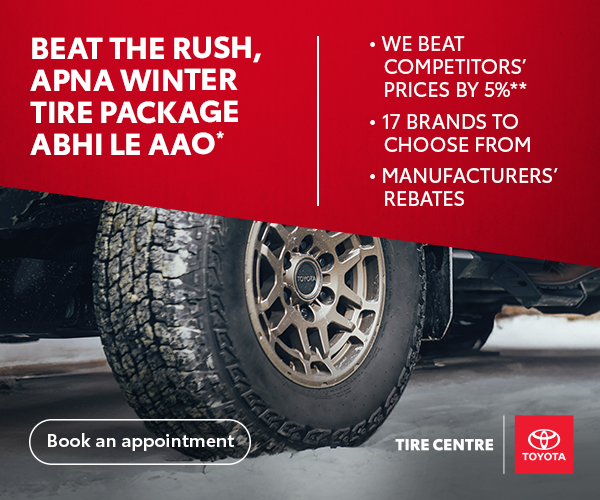 BEAT THE RUSH,
APNA WINTER
TIRE PACKAGE
ABHI LE AAO*
• WE BEAT
COMPETITORS'
PRICES BY 5%**
• 17 BRANDS TO
CHOOSE FROM
• MANUFACTURERS'
REBATES
TOYOTA
Book an appointment
TIRE CENTRE
TOYOTA